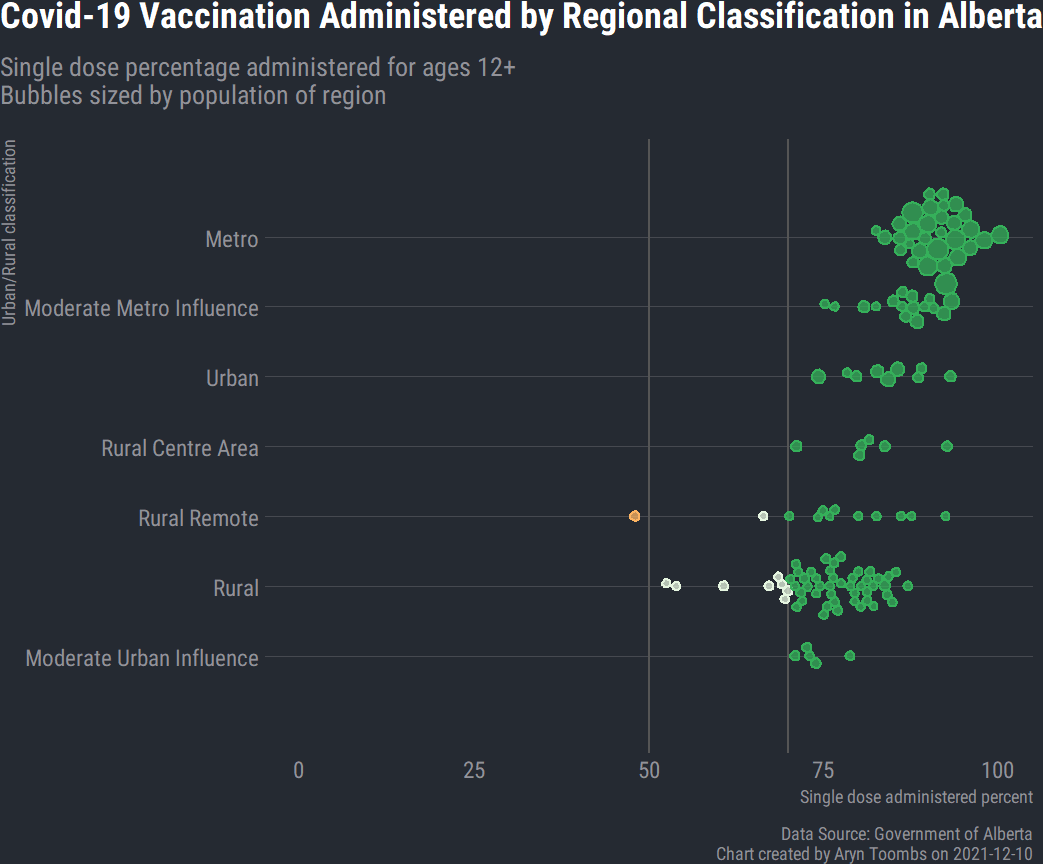 Covid-19 Vaccination Administered by Regional Classification in Alberta
Single dose percentage administered for ages 12+
Bubbles sized by population of region
Urban/Rural classification
Metro
Moderate Metro Influence
Urban
Rural Centre Area
Rural Remote
Rural
Moderate Urban Influence
0 25 50 75 100
Single dose administered percent
Data Source: Government of Alberta
Chart created by Aryn Toombs on 2021-12-10